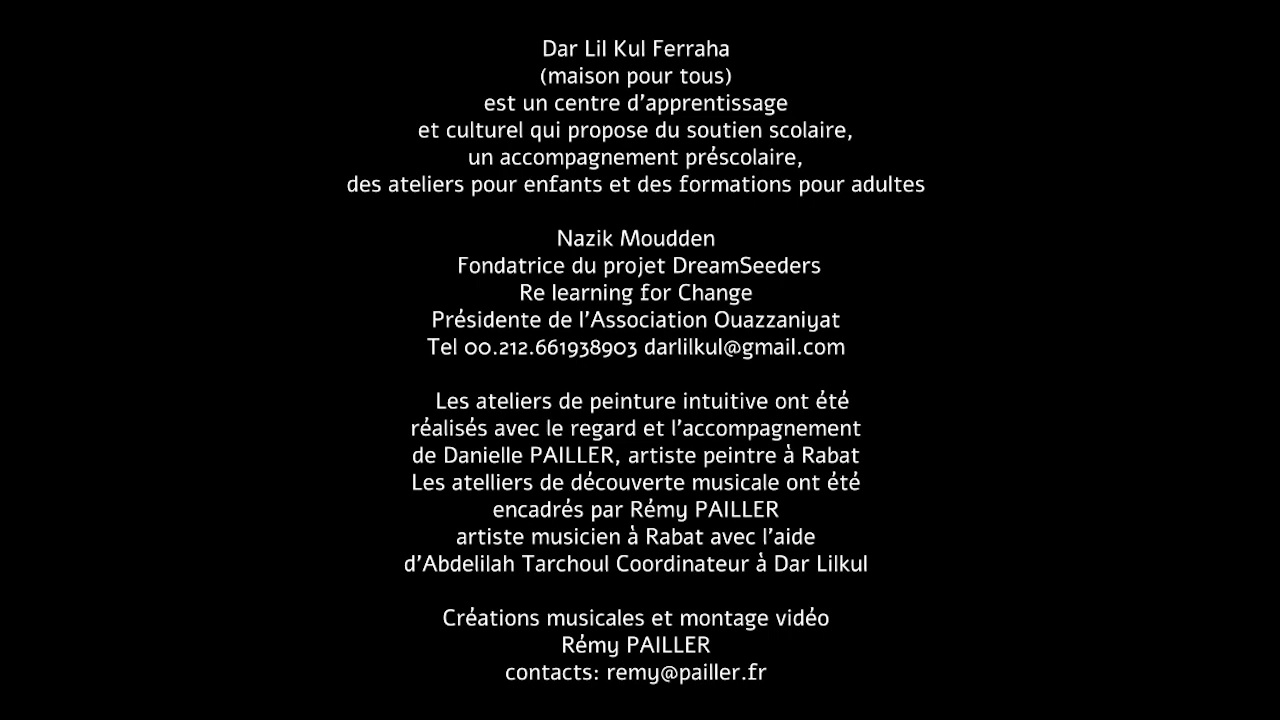 Dar Lil Kul Ferraha
(maison pour tous)
est un centre d'apprentissage
et culturel qui propose du soutien scolaire,
un accompagnement préscolaire,
des ateliers pour enfants et des formations pour adultes
Nazik Moudden
Fondatrice du projet DreamSeeders
Re learning for Change
Présidente de l'Association Ouazzaniyat
Tel 00.212.661938903 darlilkul@gmail.com
Les ateliers de peinture intuitive ont été
réalisés avec le regard et l'accompagnement
de Danielle PAILLER, artiste peintre à Rabat
Les atelliers de découverte musicale ont été
encadrés par Rémy PAILLER
artiste musicien à Rabat avec l'aide
d'Abdelilah Tarchoul Coordinateur à Dar Lilkul
Créations musicales et montage vidéo
Rémy PAILLER
contacts: remy@pailler.fr